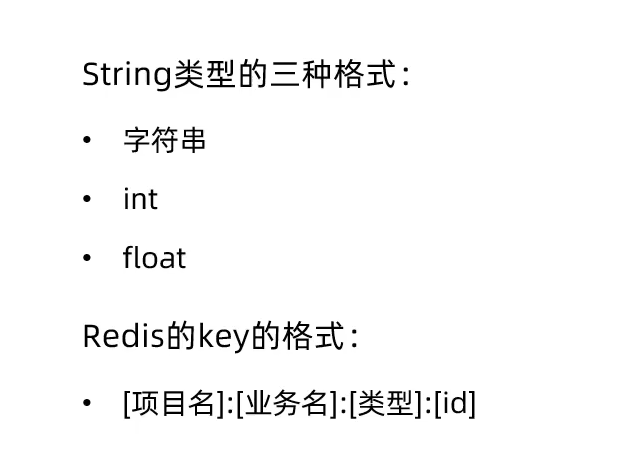 String类型的三种格式：
• 字符串
• int
• float
Redis的key的格式：
• [项目名]:[业务名]:[类型]:[id]